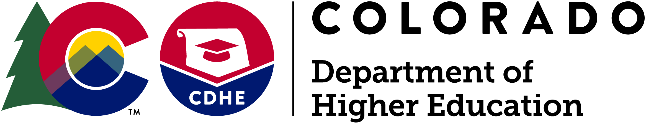 COLORADO
Department of
Higher Education
CDHE
TM